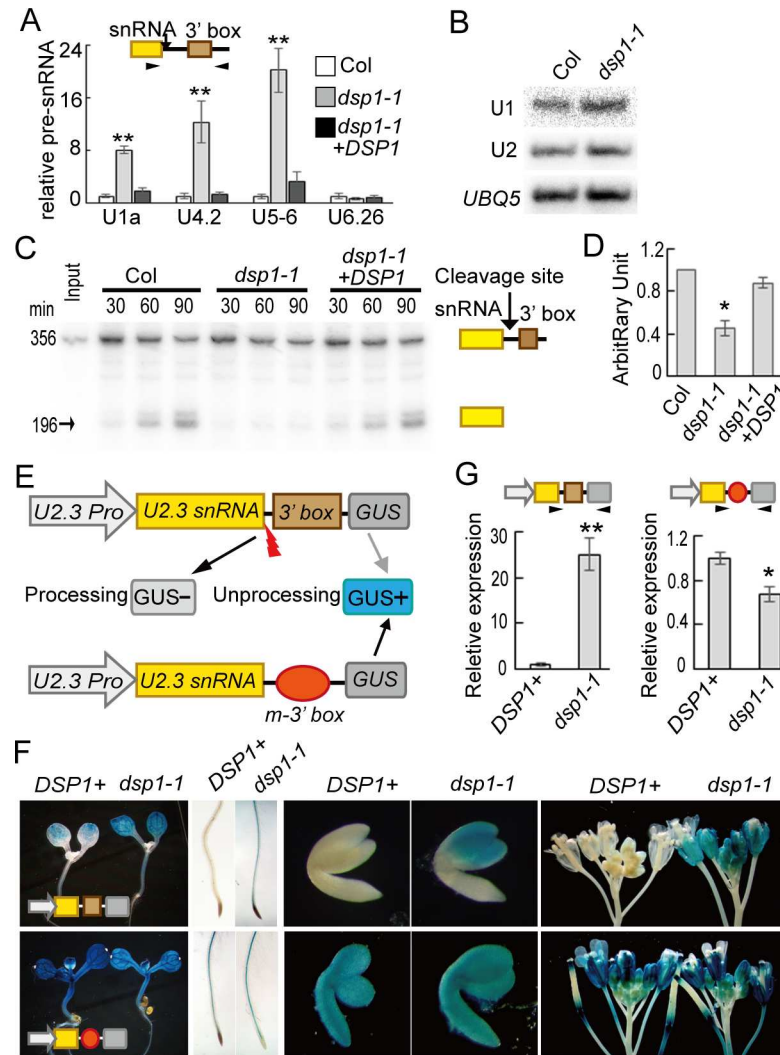 A
snRNA 3' box
relative pre-snRNA
24
16
8
0
**
**
**
Col
dsp1-1
dsp1-1
+DSP1
U1a U4.2 U5-6 U6.26
B
Col dsp1-1
U1
U2
UBQ5
C
Input Col dsp1-1 dsp1-1
+DSP1
min 30 60 90 30 60 90 30 60 90
356
196
Cleavage site
snRNA 3' box
D
ArbitRary Unit
1.2
0.8
0.4
0
*
Col dsp1-1 dsp1-1
+DSP1
E
U2.3 Pro U2.3 snRNA 3' box GUS
Processing GUS− Unprocessing GUS+
U2.3 Pro U2.3 snRNA GUS
m-3' box
G
Reletive expression
30
20
10
0
**
DSP1+ dsp1-1
Reletive expression
1.2
0.8
0.4
0
*
DSP1+ dsp1-1
F
DSP1+ dsp1-1 DSP1+ dsp1-1 DSP1+ dsp1-1 DSP1+ dsp1-1